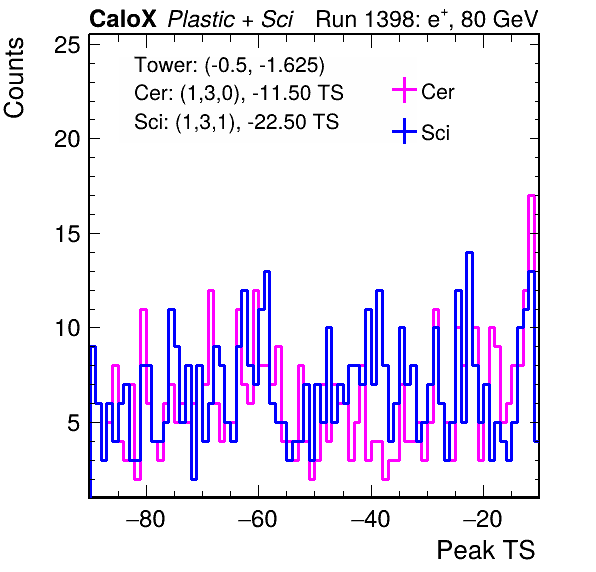 CaloX Plastic + Sci Run 1398: e⁺, 80 GeV
Counts
25
20
15
10
5
Tower: (-0.5, -1.625)
Cer: (1,3,0), -11.50 TS
Sci: (1,3,1), -22.50 TS
Cer
Sci
−80 −60 −40 −20
Peak TS